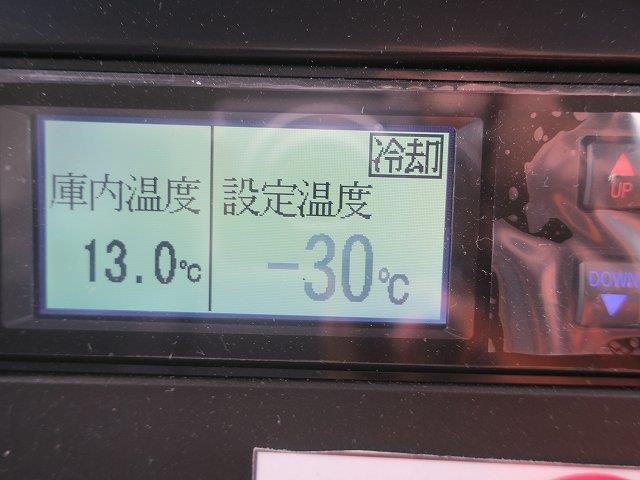 冷却
庫内温度
13.0℃
設定温度
-30℃
UP
DOWN